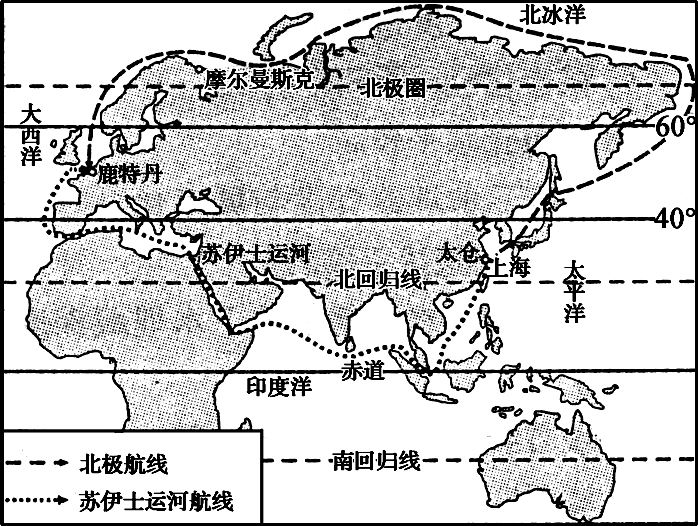 北冰洋
摩尔曼斯克
北极圈
大西洋
60°
鹿特丹
40°
苏伊士运河
太仓
上海
北回归线
太平洋
赤道
印度洋
南回归线
北极航线
苏伊士运河航线